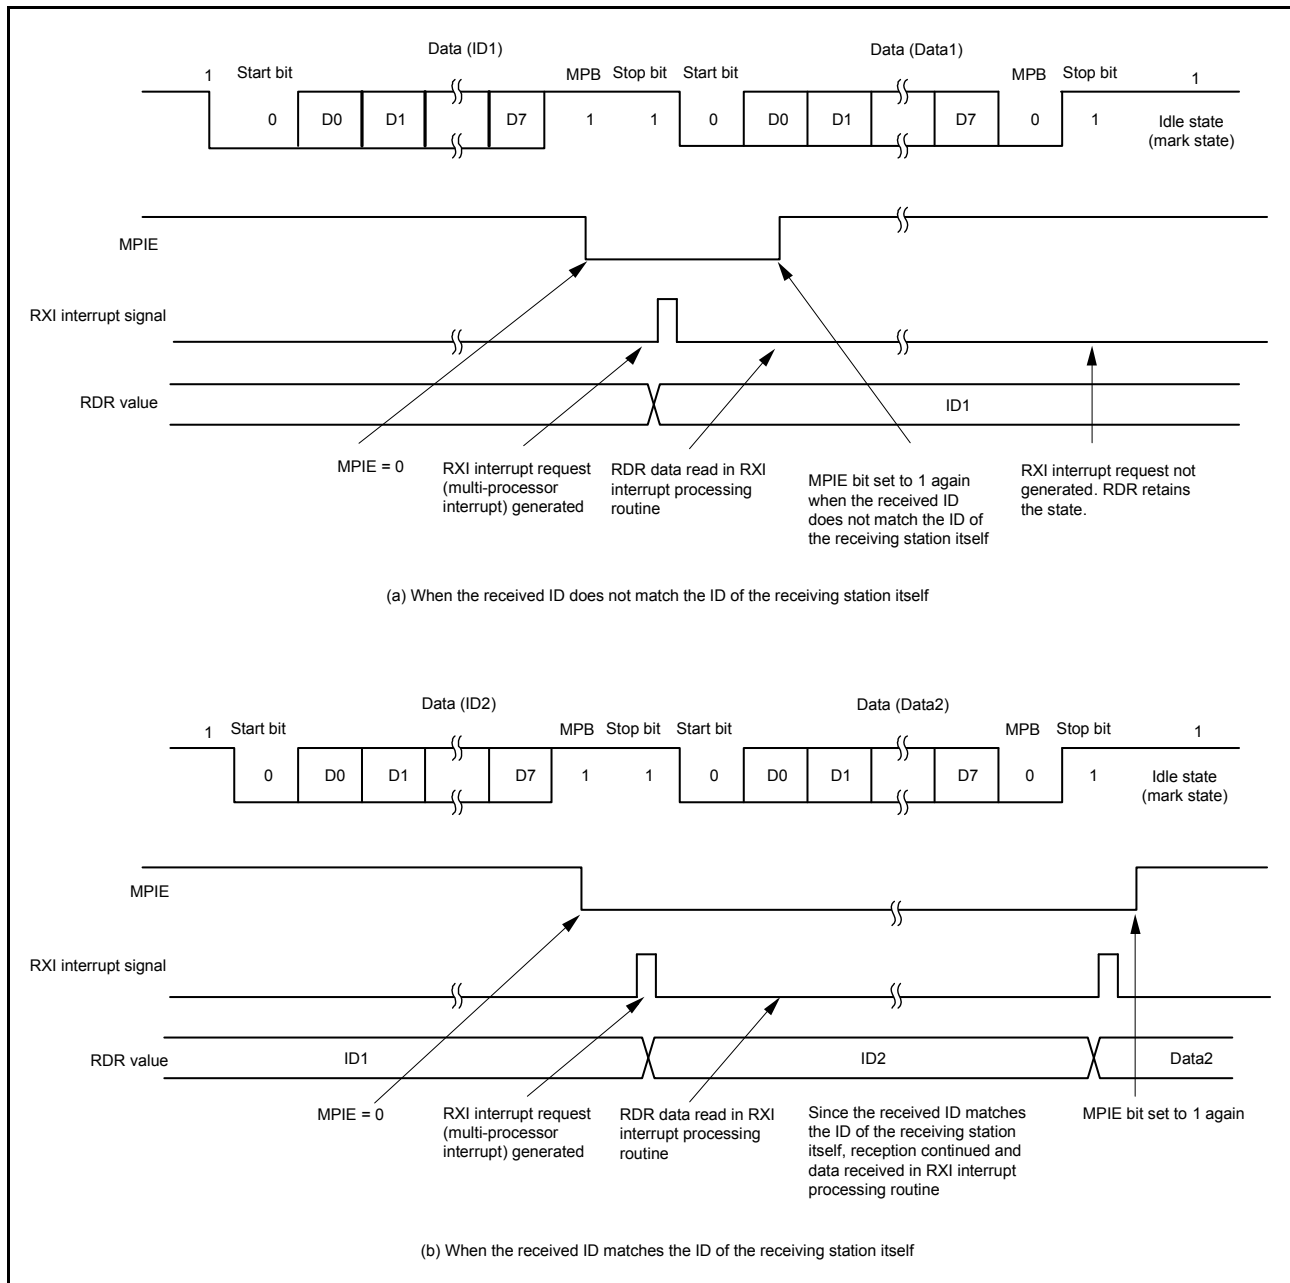 Data (ID1) Data (Data1)
1 Start bit MPB Stop bit Start bit MPB Stop bit 1
0 D0 D1 D7 1 1 0 D0 D1 D7 0 1 Idle state
(mark state)
MPIE
RXI interrupt signal
RDR value ID1
MPIE = 0
RXI interrupt request
(multi-processor
interrupt) generated
RDR data read in RXI
interrupt processing
routine
MPIE bit set to 1 again
when the received ID
does not match the ID of
the receiving station itself
RXI interrupt request not
generated. RDR retains
the state.
(a) When the received ID does not match the ID of the receiving station itself
Data (ID2) Data (Data2)
1 Start bit MPB Stop bit Start bit MPB Stop bit 1
0 D0 D1 D7 1 1 0 D0 D1 D7 0 1 Idle state
(mark state)
MPIE
RXI interrupt signal
RDR value ID1 ID2 Data2
MPIE = 0
RXI interrupt request
(multi-processor
interrupt) generated
RDR data read in RXI
interrupt processing
routine
Since the received ID matches
the ID of the receiving station
itself, reception continued and
data received in RXI interrupt
processing routine
MPIE bit set to 1 again
(b) When the received ID matches the ID of the receiving station itself